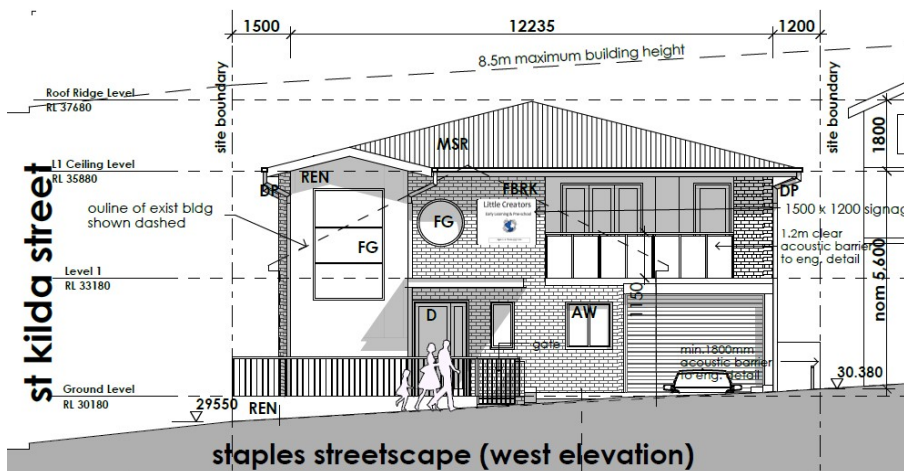 1500
12235
1200
8.5m maximum building height
Roof Ridge Level
RL 37680
site boundary
site boundary
1800
MSR
L1 Ceiling Level
RL 35880
REN
DP
FBRK
DP
ouline of exist bldg
shown dashed
FG
FG
Little Creators
Early Learning & Preschool
1500 x 1200 signag
1.2m clear
acoustic barrier
to eng. detail
Level 1
RL 33180
nom 5,600
1150
D
AW
gate
min.1800mm
acoustic barrier
to eng. detail
Ground Level
RL 30180
30.380
29550
REN
st kilda street
staples streetscape (west elevation)